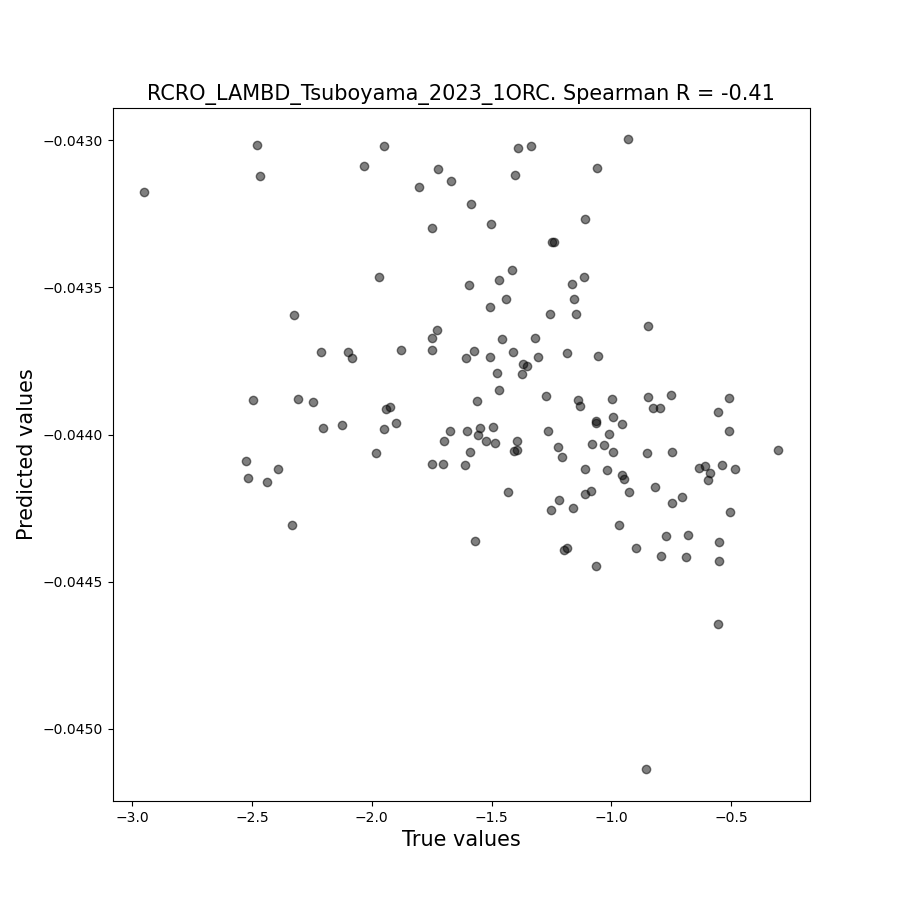 RCRO_LAMBD_Tsuboyama_2023_1ORC. Spearman R = -0.41
−0.0430
−0.0435
−0.0440
−0.0445
−0.0450
Predicted values
−3.0 −2.5 −2.0 −1.5 −1.0 −0.5
True values